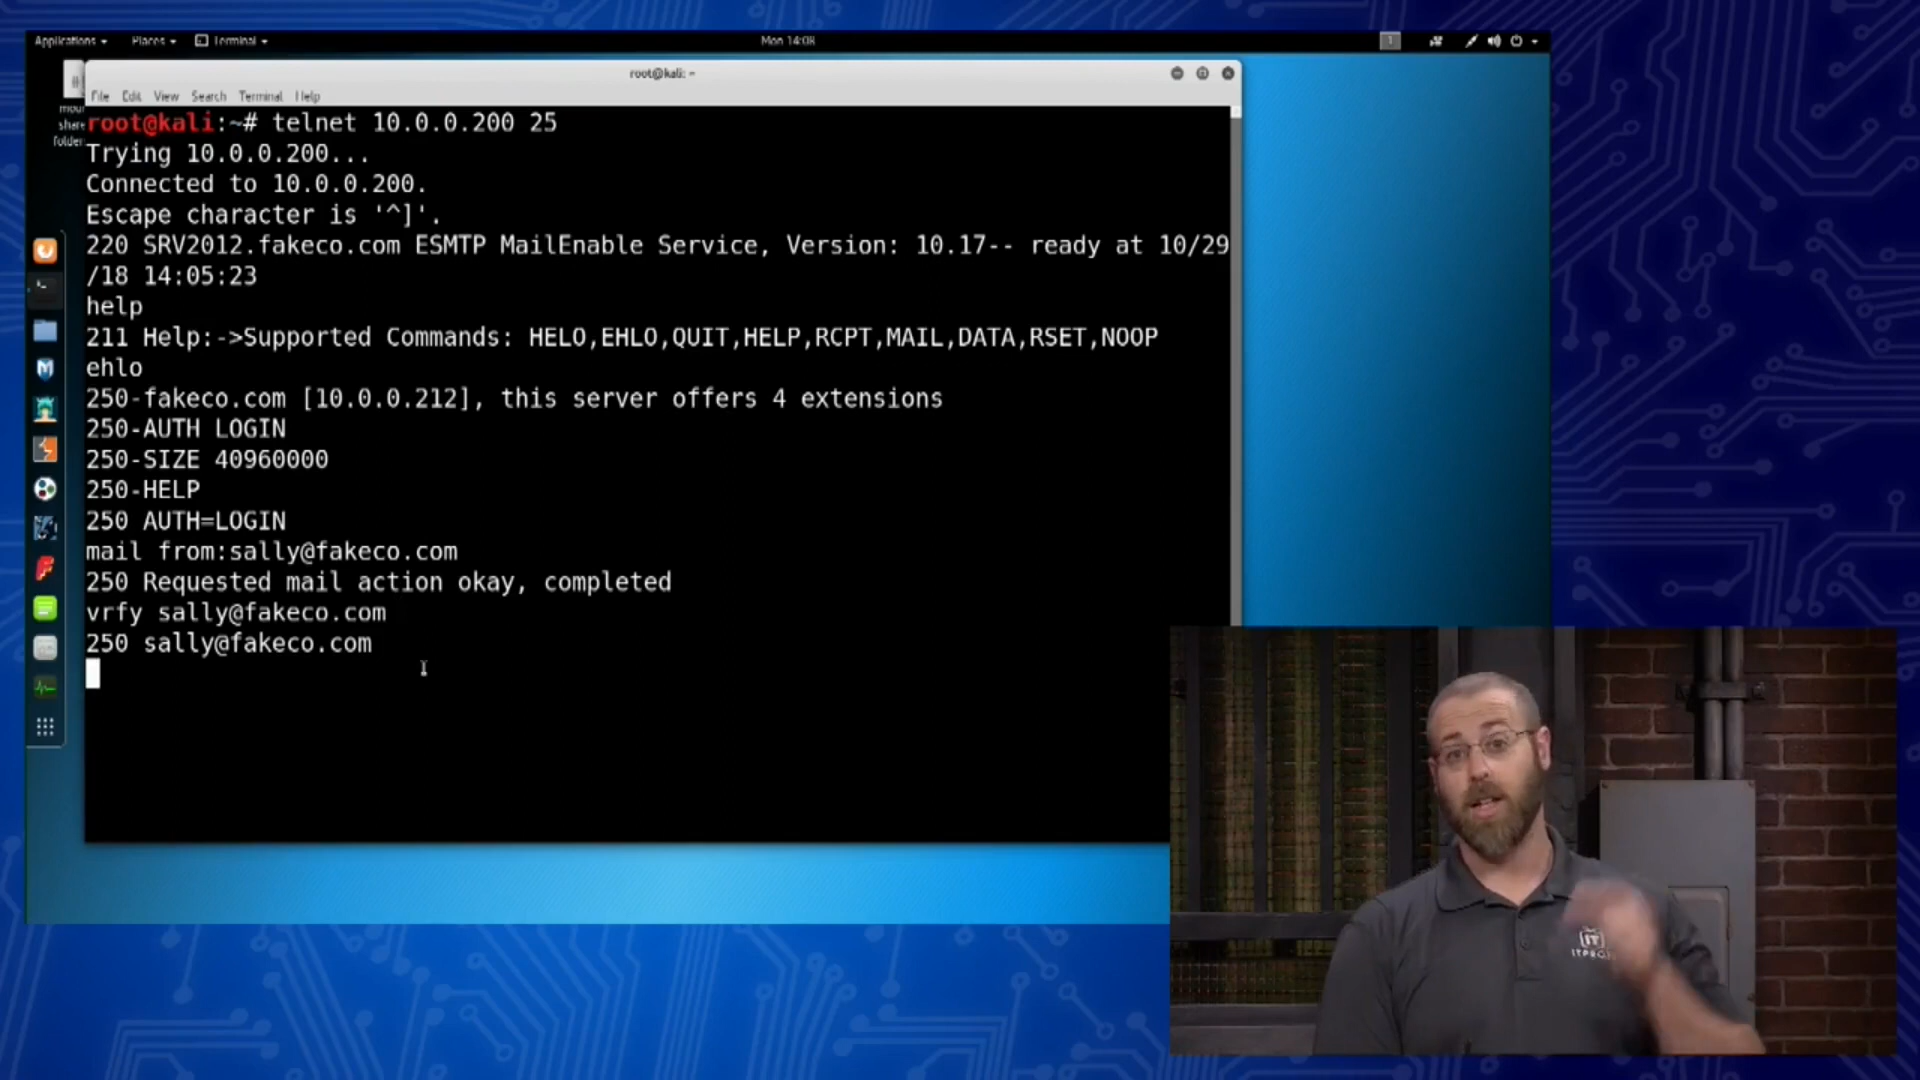 Applications Places Terminal Mon 14:08 1
root@kali: ~
File Edit View Search Terminal Help
share
folder
root@kali:~# telnet 10.0.0.200 25
Trying 10.0.0.200...
Connected to 10.0.0.200.
Escape character is '^]'.
220 SRV2012.fakeco.com ESMTP MailEnable Service, Version: 10.17-- ready at 10/29
/18 14:05:23
help
211 Help:->Supported Commands: HELO,EHLO,QUIT,HELP,RCPT,MAIL,DATA,RSET,NOOP
ehlo
250-fakeco.com [10.0.0.212], this server offers 4 extensions
250-AUTH LOGIN
250-SIZE 40960000
250-HELP
250 AUTH=LOGIN
mail from:sally@fakeco.com
250 Requested mail action okay, completed
vrfy sally@fakeco.com
250 sally@fakeco.com
IT